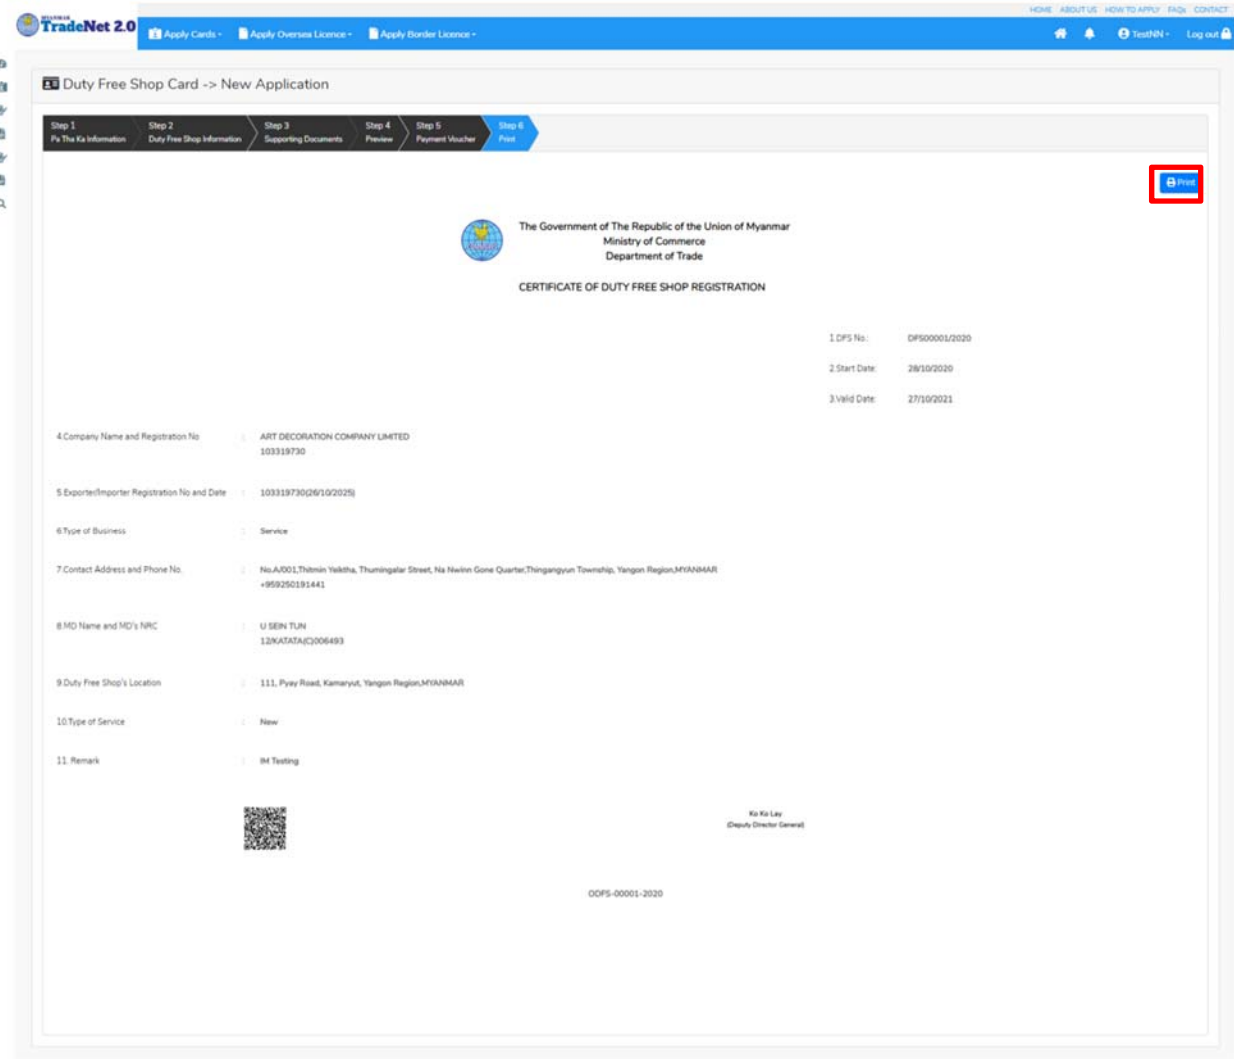 HOME ABOUT US HOW TO APPLY FAQs CONTACT
MYANMAR
TradeNet 2.0
Apply Cards
Apply Oversea Licence
Apply Border Licence
TestNN
Log out
Duty Free Shop Card -> New Application
Step 1
Pa Tha Ka Information
Step 2
Duty Free Shop Information
Step 3
Supporting Documents
Step 4
Preview
Step 5
Payment Voucher
Step 6
Print
Print
The Government of The Republic of the Union of Myanmar
Ministry of Commerce
Department of Trade
CERTIFICATE OF DUTY FREE SHOP REGISTRATION
1.DFS No.: DFS00001/2020
2.Start Date: 28/10/2020
3.Valid Date: 27/10/2021
4.Company Name and Registration No : ART DECORATION COMPANY LIMITED
103319730
5.Exporter/Importer Registration No and Date : 103319730(26/10/2025)
6.Type of Business : Service
7.Contact Address and Phone No. : No.A/001,Thitmin Yeiktha, Thumingalar Street, Na Nwinn Gone Quarter,Thingangyun Township, Yangon Region,MYANMAR
+959250191441
8.MD Name and MD's NRC : U SEIN TUN
12/KATATA(C)006493
9.Duty Free Shop's Location : 111, Pyay Road, Kamaryut, Yangon Region,MYANMAR
10.Type of Service : New
11. Remark : IM Testing
Ko Ko Lay
(Deputy Director General)
ODFS-00001-2020